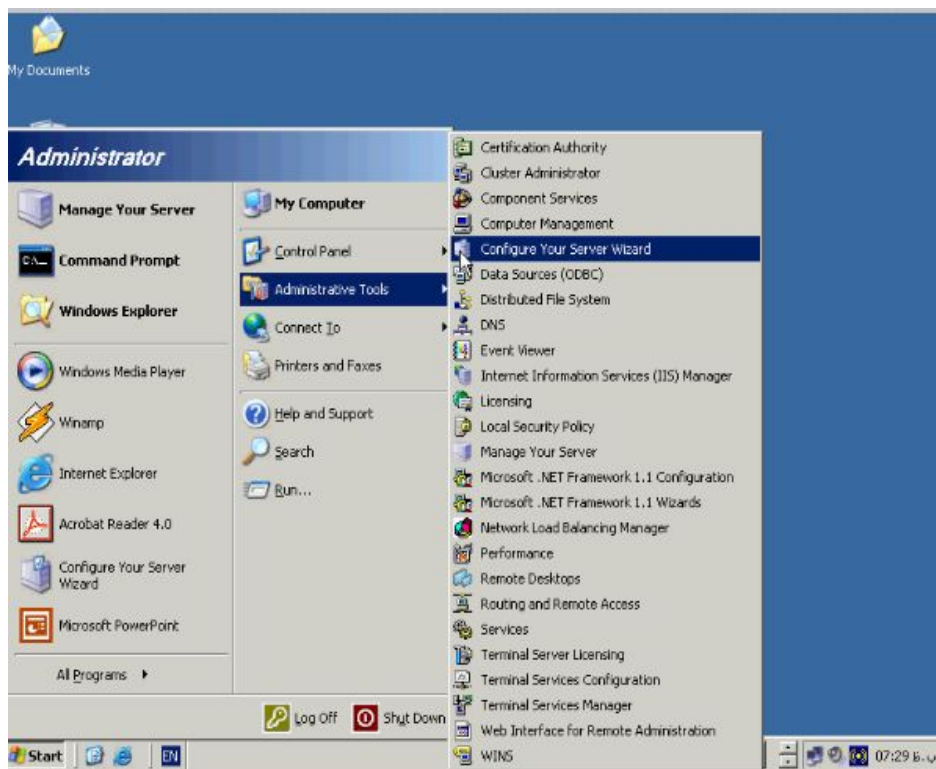 My Documents
Administrator
Manage Your Server
Command Prompt
Windows Explorer
Windows Media Player
Winamp
Internet Explorer
Acrobat Reader 4.0
Configure Your Server
Wizard
Microsoft PowerPoint
All Programs
My Computer
Control Panel
Administrative Tools
Connect To
Printers and Faxes
Help and Support
Search
Run...
Certification Authority
Cluster Administrator
Component Services
Computer Management
Configure Your Server Wizard
Data Sources (ODBC)
Distributed File System
DNS
Event Viewer
Internet Information Services (IIS) Manager
Licensing
Local Security Policy
Manage Your Server
Microsoft .NET Framework 1.1 Configuration
Microsoft .NET Framework 1.1 Wizards
Network Load Balancing Manager
Performance
Remote Desktops
Routing and Remote Access
Services
Terminal Server Licensing
Terminal Services Configuration
Terminal Services Manager
Web Interface for Remote Administration
WINS
Log Off
Shut Down
Start
EN
07:29